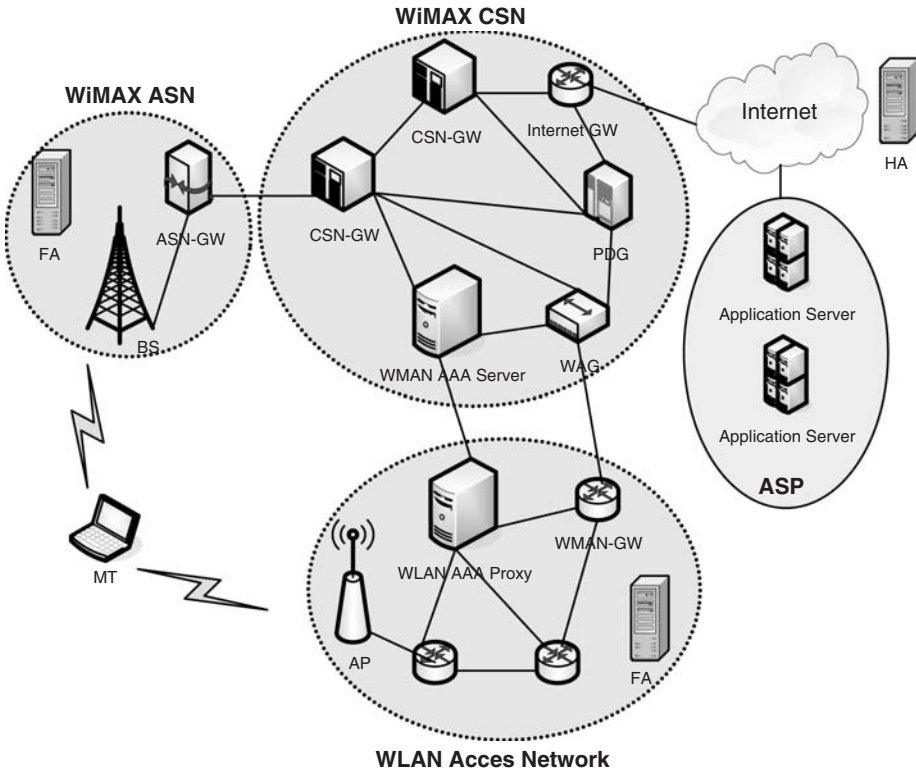 WiMAX CSN
WiMAX ASN
CSN-GW
Internet GW
Internet
HA
FA
ASN-GW
CSN-GW
PDG
BS
WMAN AAA Server
WAG
Application Server
Application Server
ASP
MT
WLAN AAA Proxy
WMAN-GW
AP
FA
WLAN Acces Network